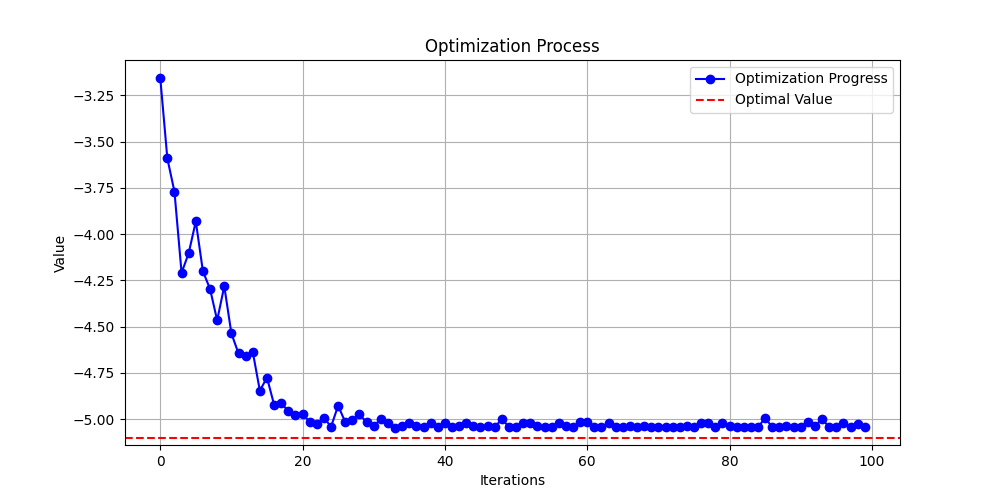 Optimization Process
Optimization Progress
Optimal Value
Value
−3.25
−3.50
−3.75
−4.00
−4.25
−4.50
−4.75
−5.00
0 20 40 60 80 100
Iterations